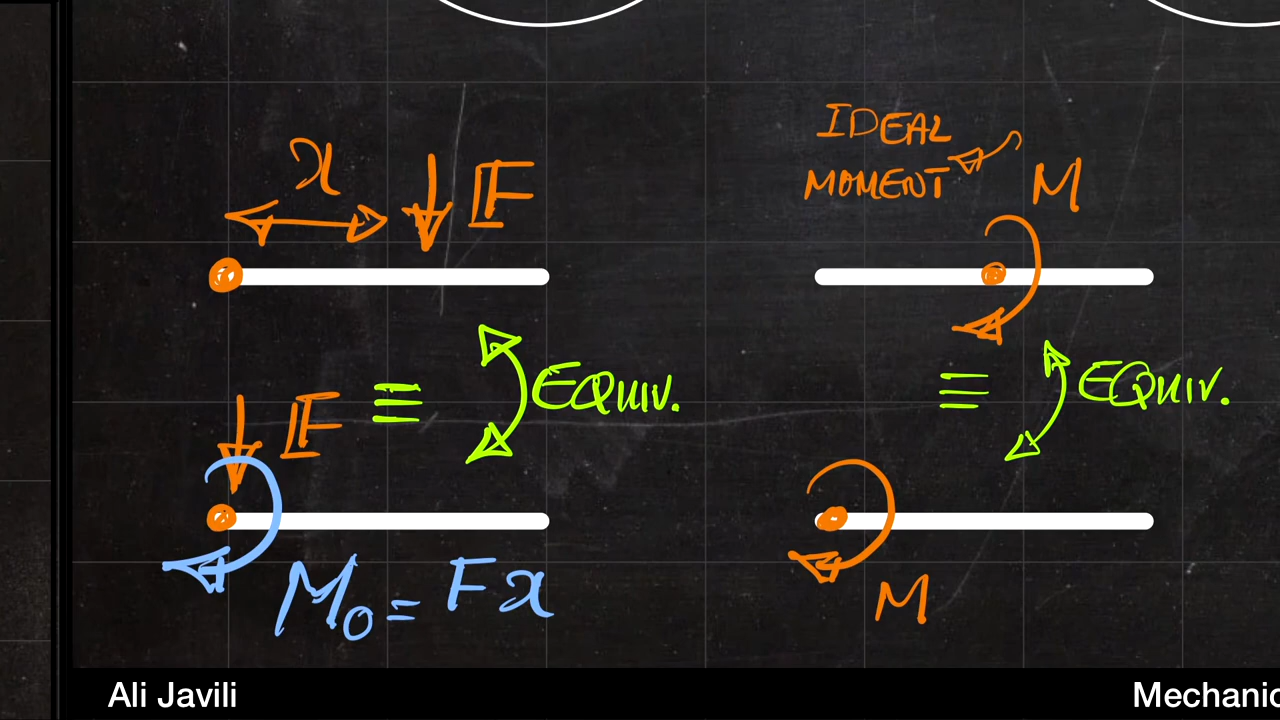 x
F
F
≡ EQUIV.
M₀ = Fx
IDEAL
MOMENT
M
≡ EQUIV.
M
Ali Javili
Mechanic